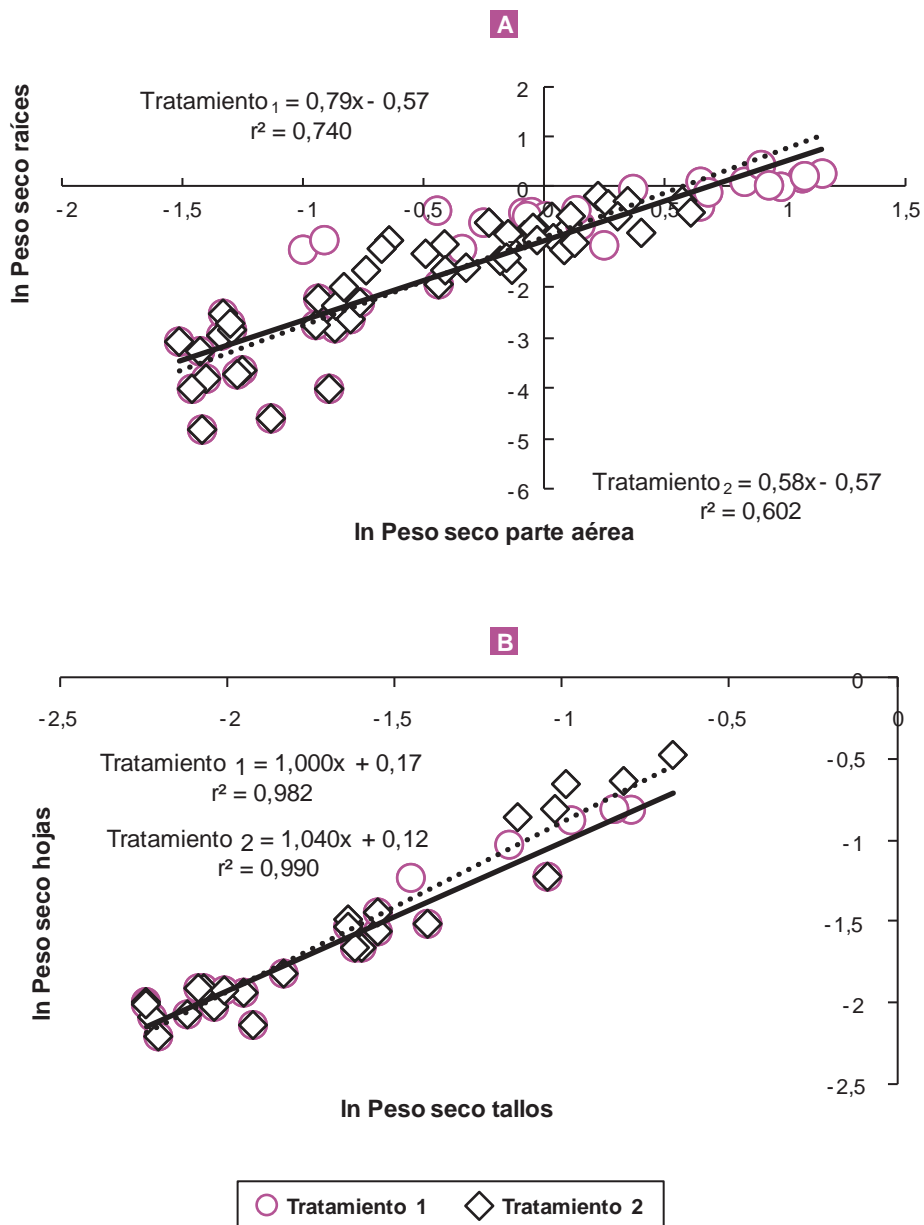 A
ln Peso seco raíces
Tratamiento 1 = 0,79x - 0,57
r² = 0,740
2
1
0
-2
-1,5
-1
-0,5
0
0,5
1
1,5
-1
-2
-3
-4
-5
-6
Tratamiento 2 = 0,58x - 0,57
r² = 0,602
ln Peso seco parte aérea
B
-2,5
-2
-1,5
-1
-0,5
0
0
-0,5
-1
-1,5
-2
-2,5
Tratamiento 1 = 1,000x + 0,17
r² = 0,982
Tratamiento 2 = 1,040x + 0,12
r² = 0,990
ln Peso seco hojas
ln Peso seco tallos
Tratamiento 1 Tratamiento 2